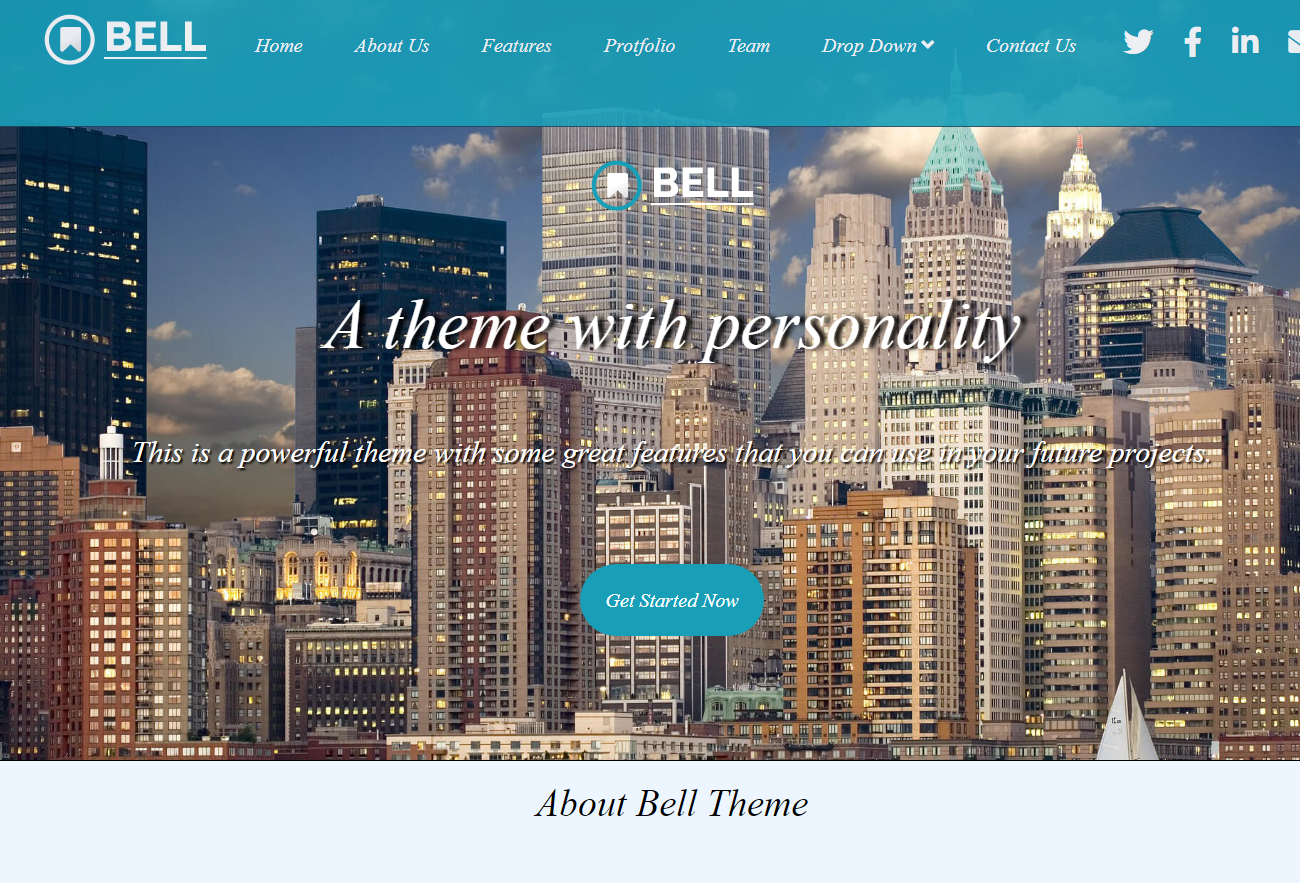 BELL
Home About Us Features Protfolio Team Drop Down Contact Us
BELL
A theme with personality
This is a powerful theme with some great features that you can use in your future projects.
Get Started Now
About Bell Theme